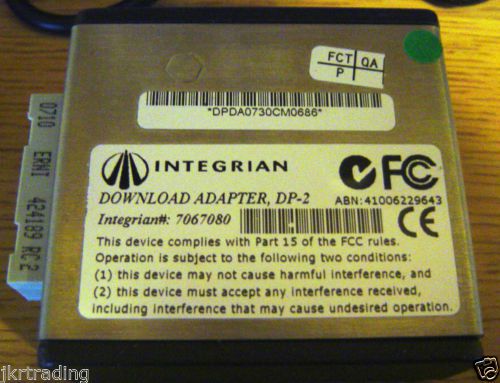 FCT QA
P
*DPDA0730CM0686*
INTEGRIAN
FC
DOWNLOAD ADAPTER, DP-2
ABN:41006229643
Integrian#: 7067080
CE
This device complies with Part 15 of the FCC rules.
Operation is subject to the following two conditions:
(1) this device may not cause harmful interference, and
(2) this device must accept any interference received,
including interference that may cause undesired operation.
0710 ERNI 424189 RC2
jkrtrading